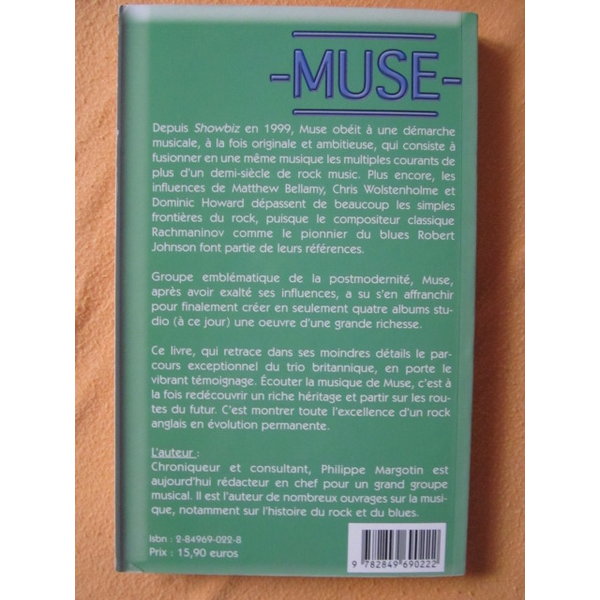 -MUSE-
Depuis Showbiz en 1999, Muse obéit à une démarche
musicale, à la fois originale et ambitieuse, qui consiste à
fusionner en une même musique les multiples courants de
plus d'un demi-siècle de rock music. Plus encore, les
influences de Matthew Bellamy, Chris Wolstenholme et
Dominic Howard dépassent de beaucoup les simples
frontières du rock, puisque le compositeur classique
Rachmaninov comme le pionnier du blues Robert
Johnson font partie de leurs références.
Groupe emblématique de la postmodernité, Muse,
après avoir exalté ses influences, a su s'en affranchir
pour finalement créer en seulement quatre albums stu-
dio (à ce jour) une oeuvre d'une grande richesse.
Ce livre, qui retrace dans ses moindres détails le par-
cours exceptionnel du trio britannique, en porte le
vibrant témoignage. Écouter la musique de Muse, c'est à
la fois redécouvrir un riche héritage et partir sur les rou-
tes du futur. C'est montrer toute l'excellence d'un rock
anglais en évolution permanente.
L'auteur :
Chroniqueur et consultant, Philippe Margotin est
aujourd'hui rédacteur en chef pour un grand groupe
musical. Il est l'auteur de nombreux ouvrages sur la musi-
que, notamment sur l'histoire du rock et du blues.
Isbn : 2-84969-022-8
Prix : 15,90 euros
9 782849 690222